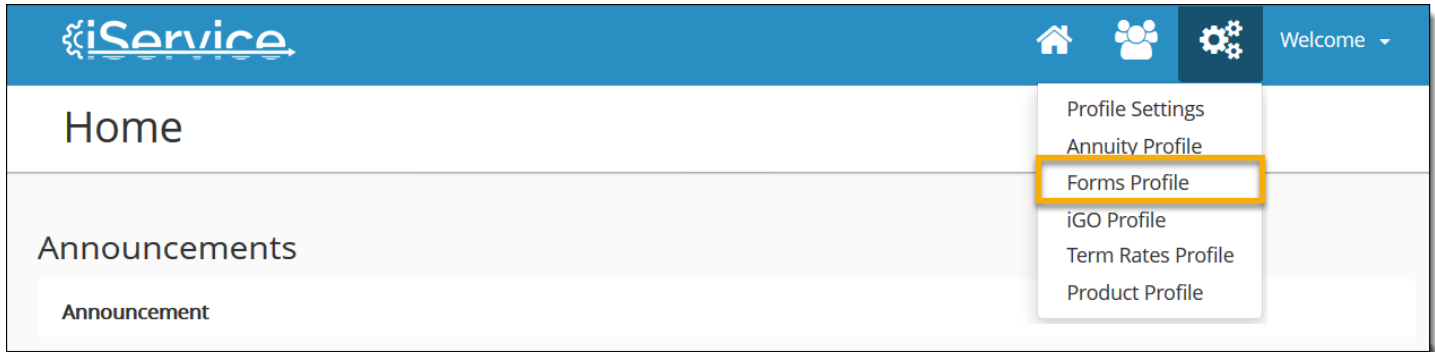 iService
Welcome
Home
Profile Settings
Annuity Profile
Forms Profile
iGO Profile
Term Rates Profile
Product Profile
Announcements
Announcement